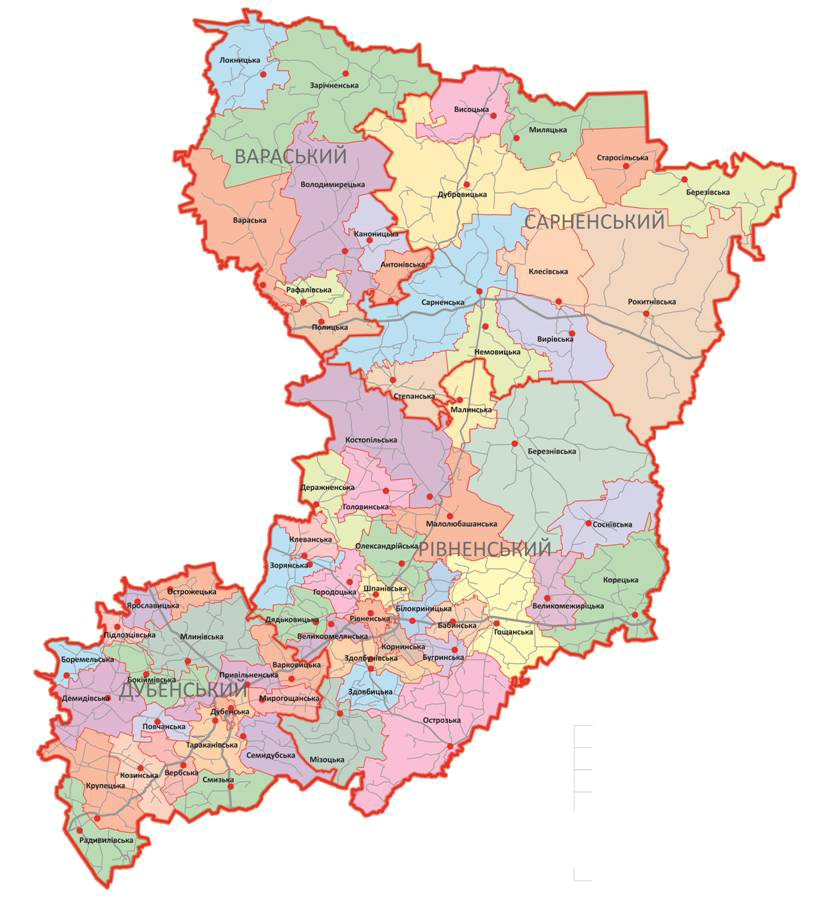 Локницька
Зарічненська
Висоцька
Миляцька
ВАРАСЬКИЙ
Старосільська
Володимирецька
Дубровицька
Березівська
Вараська
САРНЕНСЬКИЙ
Каноницька
Антонівська
Клесівська
Рафалівська
Сарненська
Рокитнівська
Полицька
Вирівська
Немовицька
Степанська
Малинська
Костопільська
Березнівська
Деражненська
Головинська
Малолюбашанська
Соснівська
Клеванська
Олександрійська
РІВНЕНСЬКИЙ
Зорянська
Корецька
Острожецька
Городоцька
Шпанівська
Ярославицька
Білокриницька
Великомежиріцька
Дядьковицька
Рівненська
Бабинська
Гощанська
Підлозцівська
Млинівська
Великоомелянська
Корнинська
Боремельська
Здолбунівська
Бугринська
Варковицька
Бокіймівська
Привільненська
ДУБЕНСЬКИЙ
Здовбицька
Демидівська
Мирогощанська
Дубенська
Острозька
Повчанська
Тараканівська
Семидубська
Мізоцька
Козинська
Вербська
Смизька
Крупецька
Радивилівська